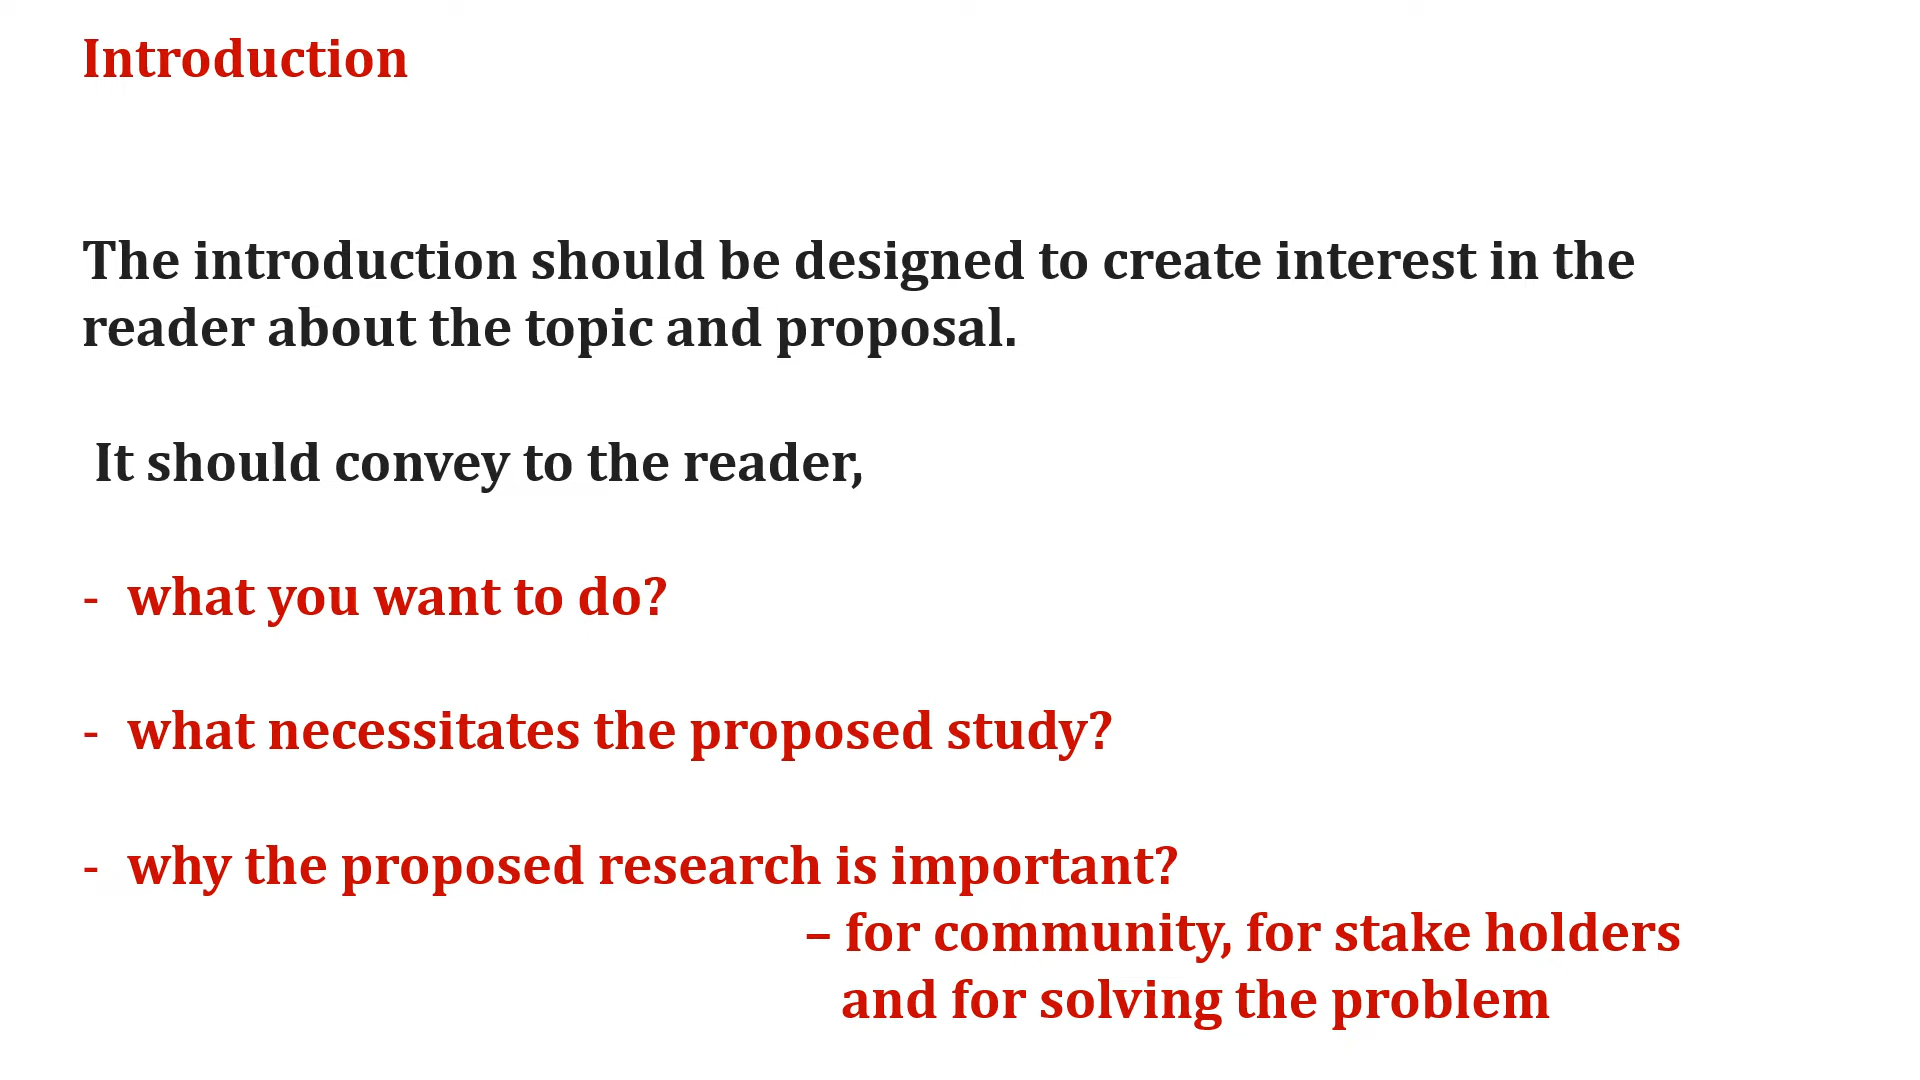 Introduction
The introduction should be designed to create interest in the
reader about the topic and proposal.
It should convey to the reader,
- what you want to do?
- what necessitates the proposed study?
- why the proposed research is important?
– for community, for stake holders
and for solving the problem